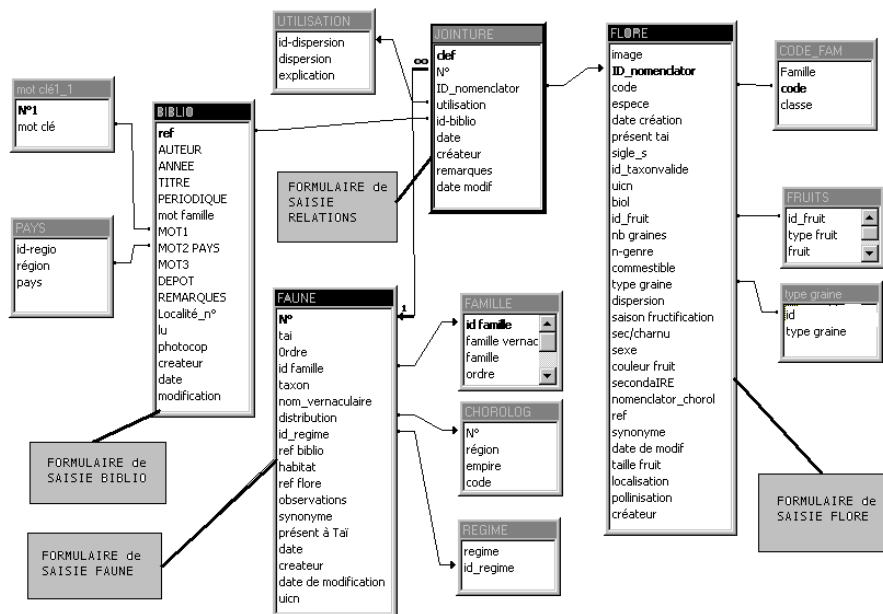 UTILISATION
id-dispersion
dispersion
explication
JOINTURE
clef
N°
ID_nomenclator
utilisation
id-biblio
date
créateur
remarques
date modif
FLORE
image
ID_nomenclator
code
espece
date création
présent tai
sigle_s
id_taxonvalide
uicn
biol
id_fruit
nb graines
n-genre
commestible
type graine
dispersion
saison fructification
sec/charnu
sexe
couleur fruit
secondaIRE
nomenclator_chorol
ref
synonyme
date de modif
taille fruit
localisation
pollinisation
créateur
CODE_FAM
Famille
code
classe
mot clé1_1
N°1
mot clé
BIBLIO
ref
AUTEUR
ANNEE
TITRE
PERIODIQUE
mot famille
MOT1
MOT2 PAYS
MOT3
DEPOT
REMARQUES
Localité_n°
lu
photocop
createur
date
modification
PAYS
id-regio
région
pays
FORMULAIRE de
SAISIE
RELATIONS
FRUITS
id_fruit
type fruit
fruit
type graine
id
type graine
∞
1
FAUNE
N°
tai
Ordre
id famille
taxon
nom_vernaculaire
distribution
id_regime
ref biblio
habitat
ref flore
observations
synonyme
présent à Taï
date
createur
date de modification
uicn
FAMILLE
id famille
famille vernac
famille
ordre
CHOROLOG
N°
région
empire
code
REGIME
regime
id_regime
FORMULAIRE de
SAISIE BIBLIO
FORMULAIRE de
SAISIE FAUNE
FORMULAIRE de
SAISIE FLORE